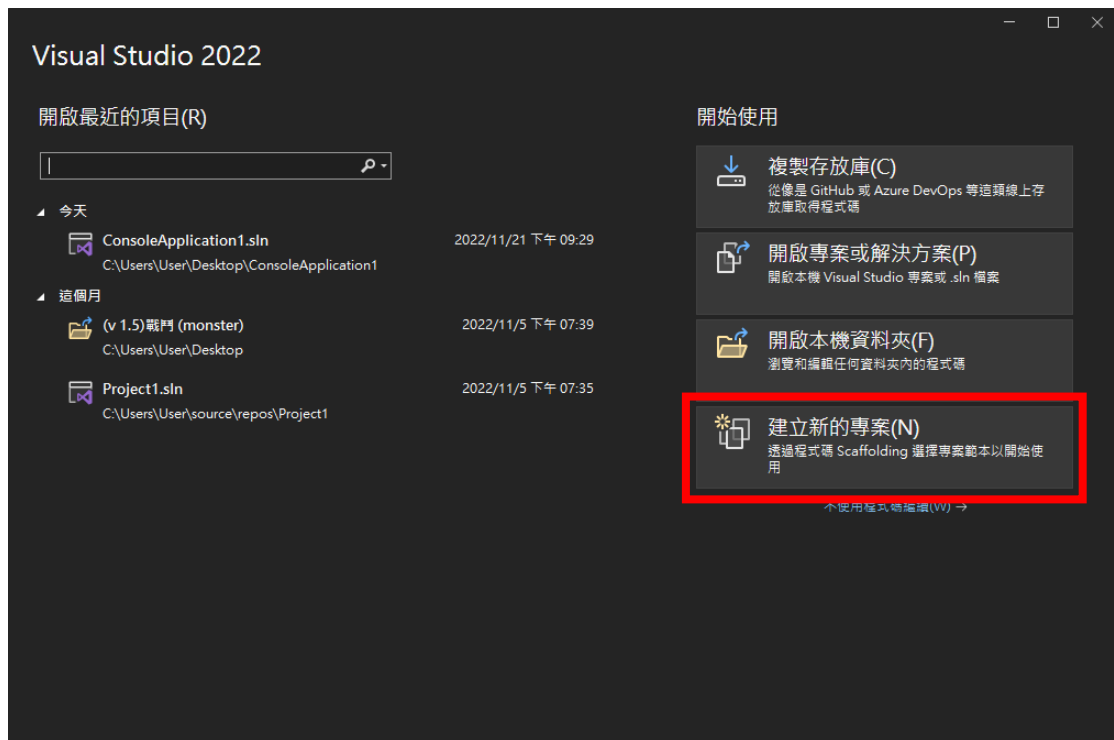 Visual Studio 2022
開啟最近的項目(R)
今天
ConsoleApplication1.sln
2022/11/21 下午 09:29
C:\Users\User\Desktop\ConsoleApplication1
這個月
(v 1.5)戰鬥 (monster)
2022/11/5 下午 07:39
C:\Users\User\Desktop
Project1.sln
2022/11/5 下午 07:35
C:\Users\User\source\repos\Project1
開始使用
複製存放庫(C)
從像是 GitHub 或 Azure DevOps 等這類線上存
放庫取得程式碼
開啟專案或解決方案(P)
開啟本機 Visual Studio 專案或 .sln 檔案
開啟本機資料夾(F)
瀏覽和編輯任何資料夾內的程式碼
建立新的專案(N)
透過程式碼 Scaffolding 選擇專案範本以開始使
用
不使用程式碼繼續(W) →